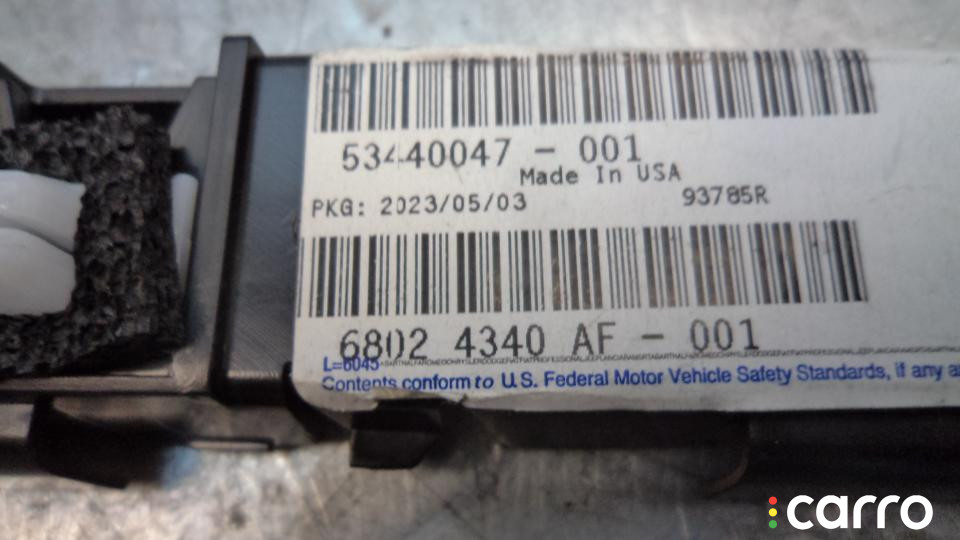 53440047 - 001
Made In USA
PKG: 2023/05/03 93785R
6802 4340 AF - 001
L=6045
Contents conform to U.S. Federal Motor Vehicle Safety Standards, if any
carro